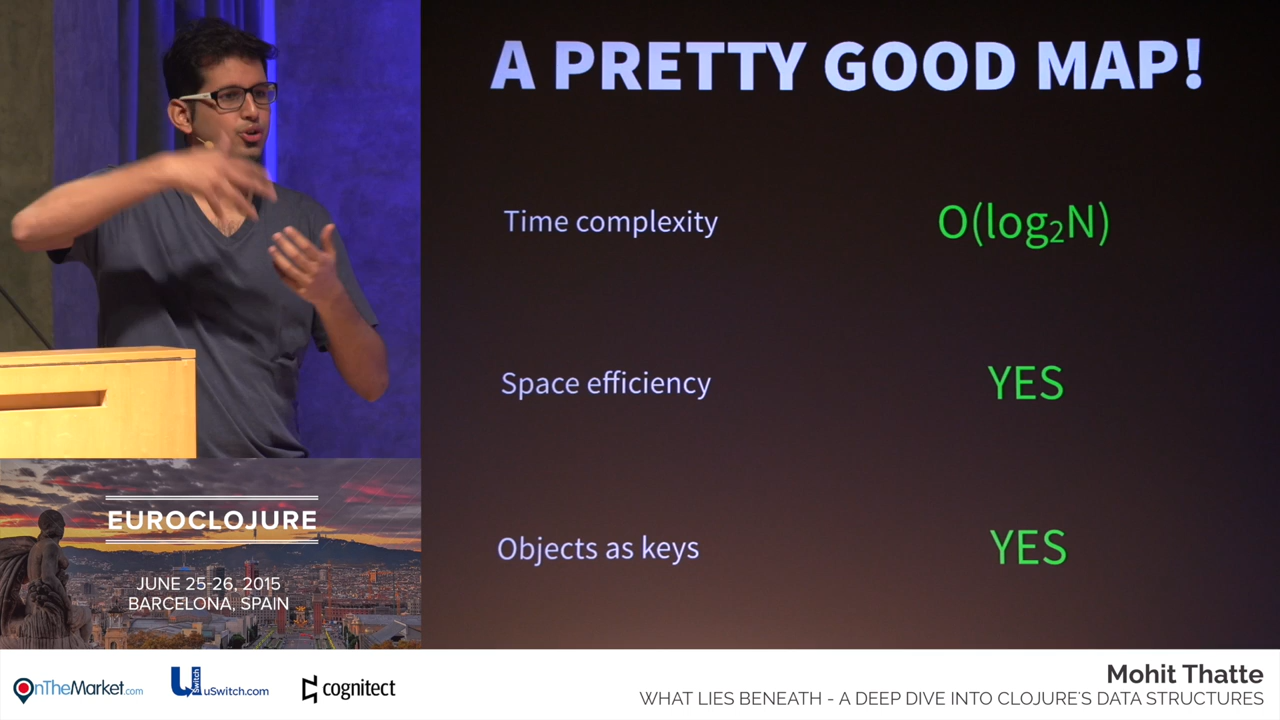 A PRETTY GOOD MAP!
Time complexity O(log₂N)
Space efficiency YES
Objects as keys YES
EUROCLOJURE
JUNE 25-26, 2015
BARCELONA, SPAIN
OnTheMarket.com
U Switch uSwitch.com
cognitect
Mohit Thatte
WHAT LIES BENEATH - A DEEP DIVE INTO CLOJURE'S DATA STRUCTURES